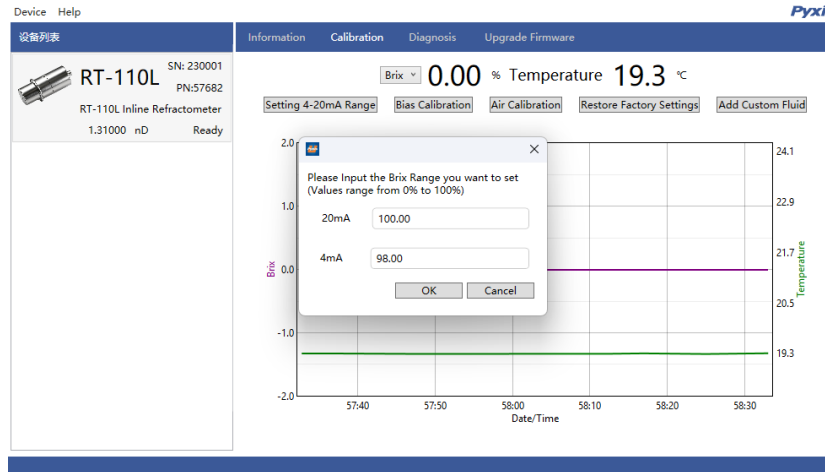 Device Help
Pyxi
设备列表
Information Calibration Diagnosis Upgrade Firmware
RT-110L
SN: 230001
PN:57682
RT-110L Inline Refractometer
1.31000 nD Ready
Brix 0.00 % Temperature 19.3 ℃
Setting 4-20mA Range Bias Calibration Air Calibration Restore Factory Settings Add Custom Fluid
Please Input the Brix Range you want to set
(Values range from 0% to 100%)
20mA 100.00
4mA 98.00
OK Cancel
2.0
1.0
0.0
-1.0
-2.0
Brix
24.1
22.9
21.7
20.5
19.3
Temperature
57:40 57:50 58:00 58:10 58:20 58:30
Date/Time